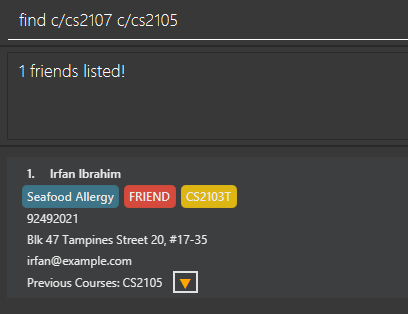 find c/cs2107 c/cs2105
1 friends listed!
1. Irfan Ibrahim
Seafood Allergy FRIEND CS2103T
92492021
Blk 47 Tampines Street 20, #17-35
irfan@example.com
Previous Courses: CS2105